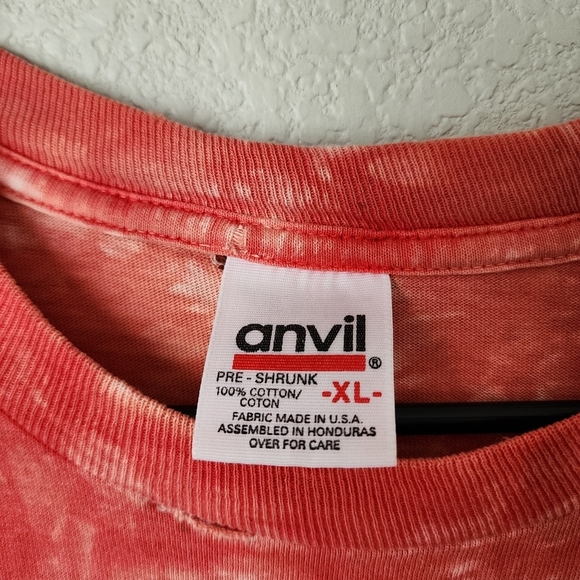 anvil®
PRE - SHRUNK
100% COTTON/
COTON
-XL-
FABRIC MADE IN U.S.A.
ASSEMBLED IN HONDURAS
OVER FOR CARE